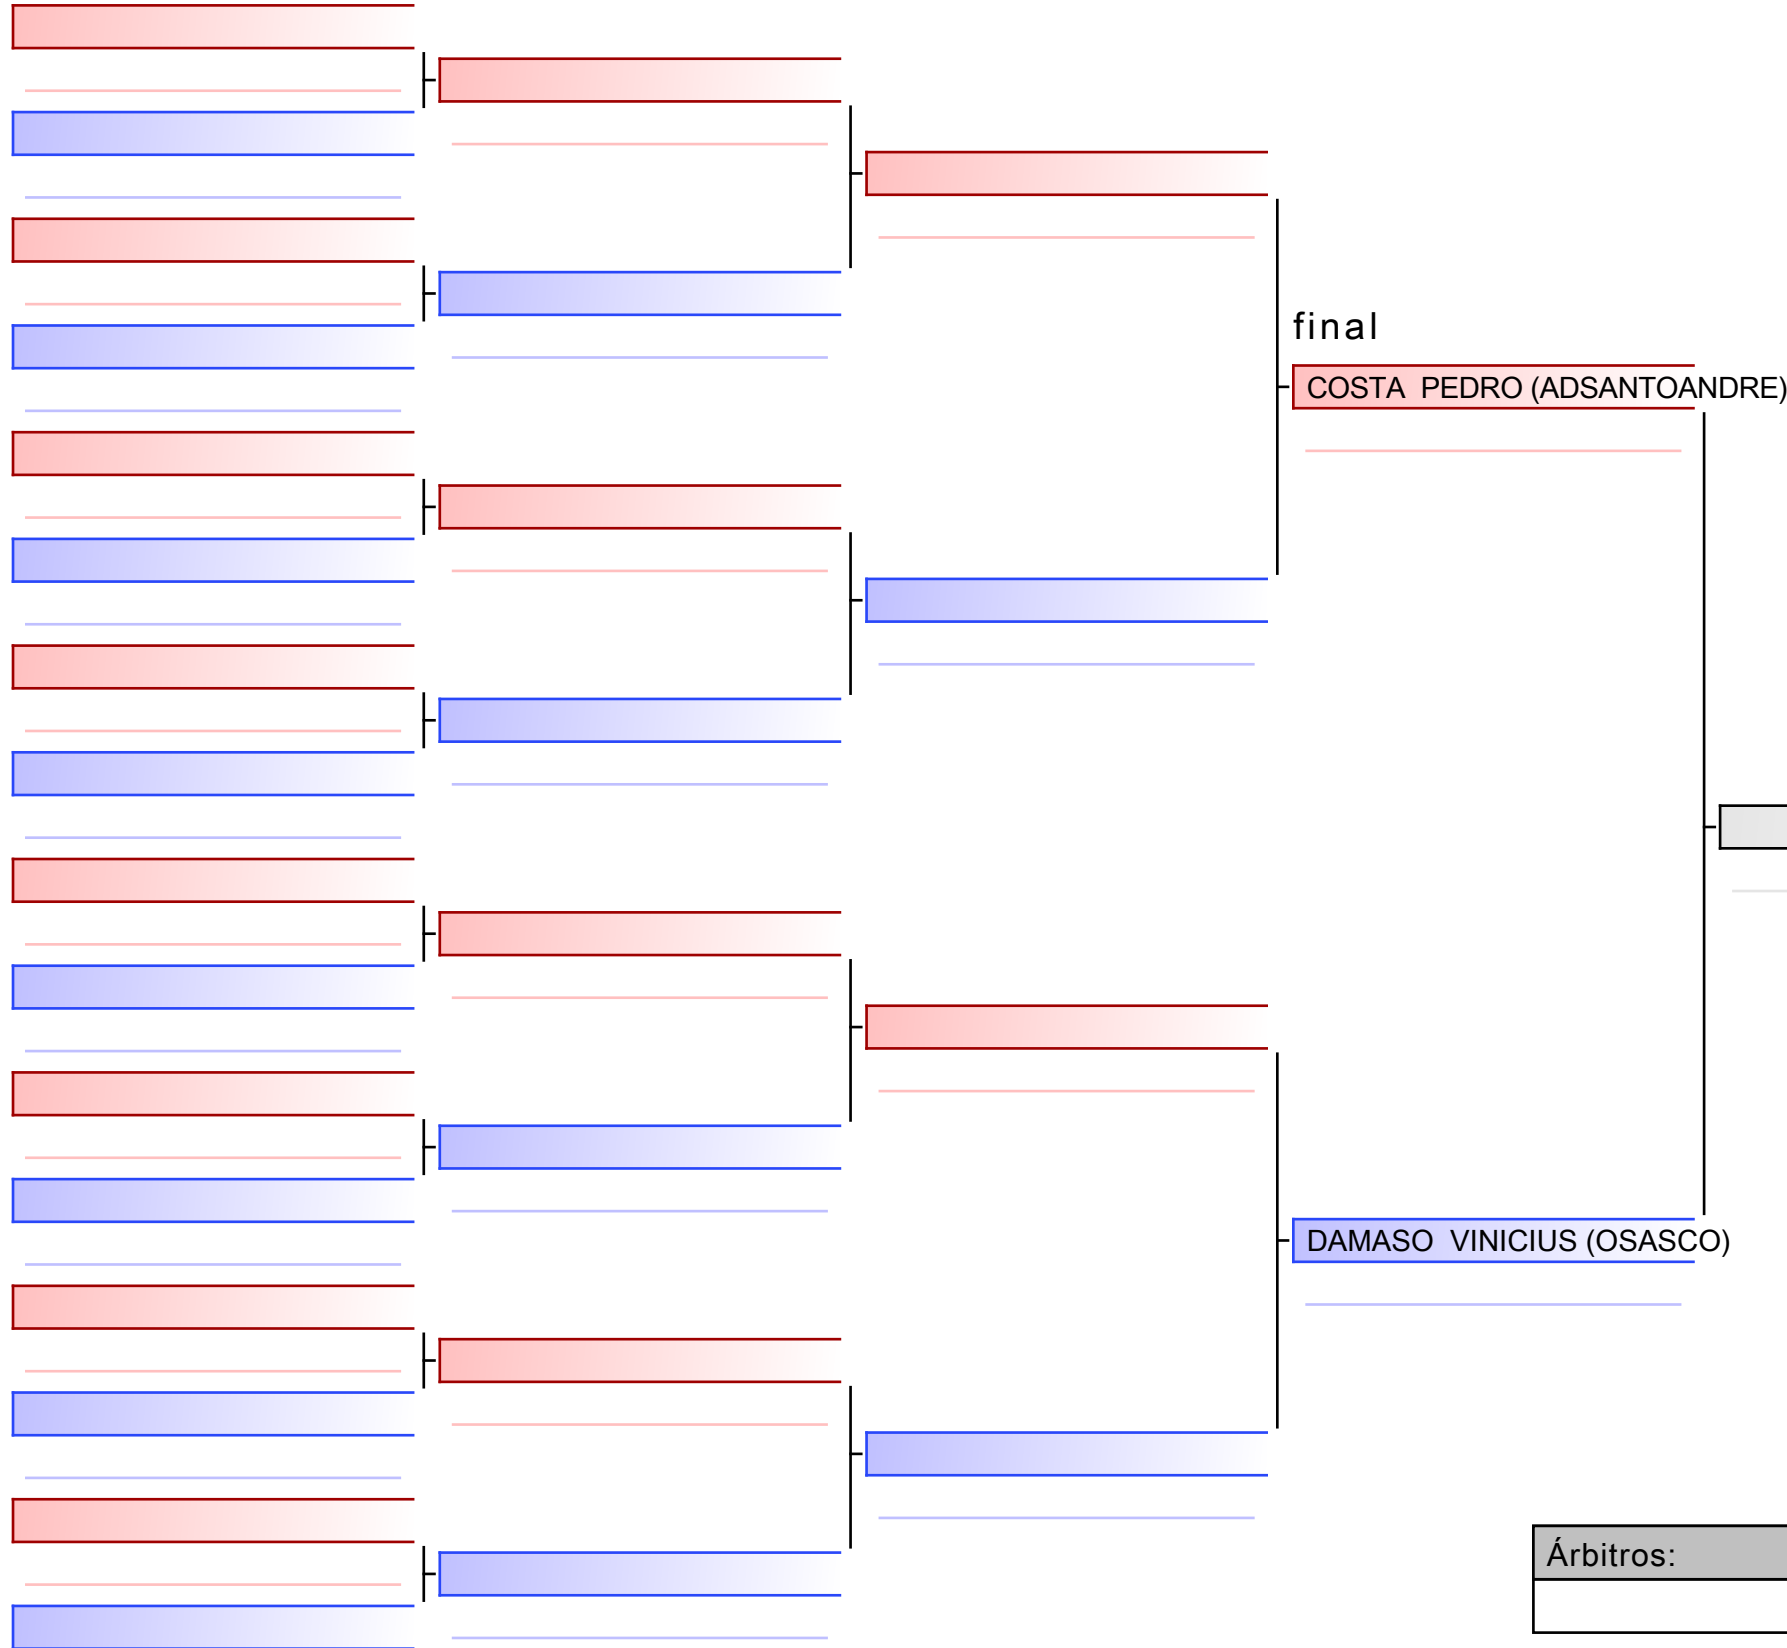 final
COSTA  PEDRO (ADSANTOANDRE)
DAMASO  VINICIUS (OSASCO)
Árbitros: